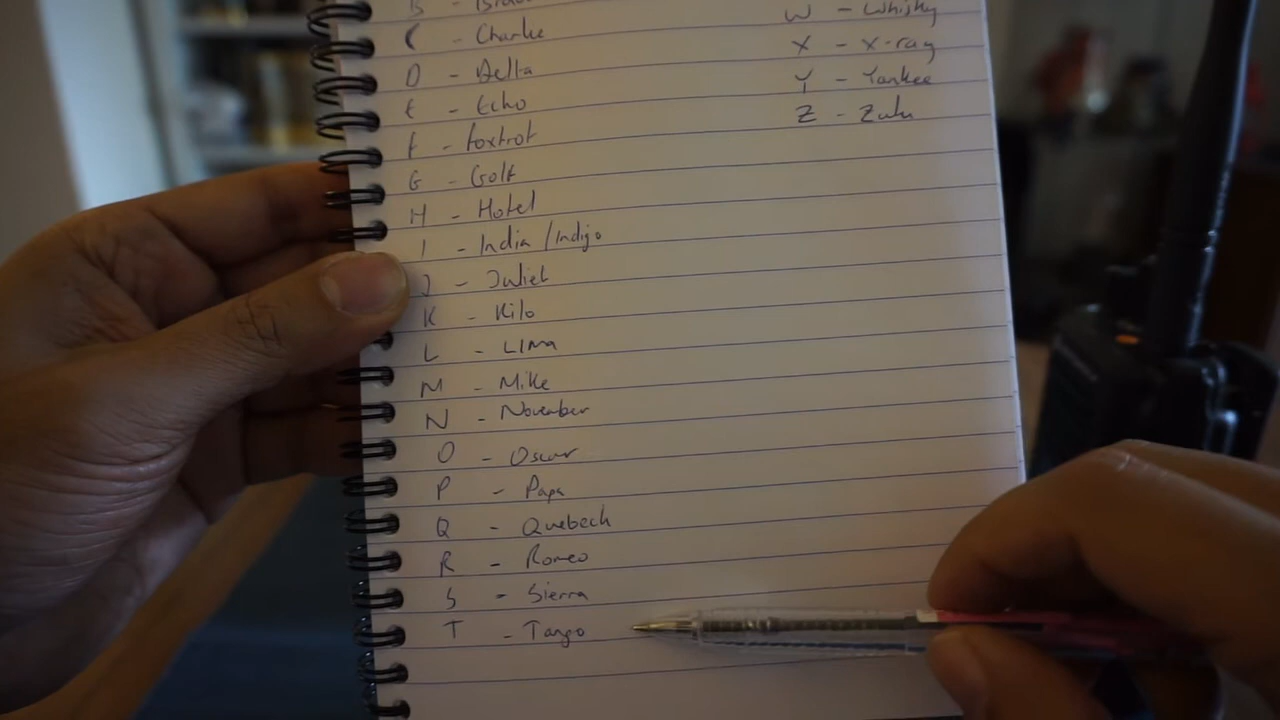 C - Charlie
D - Delta
E - Echo
F - Foxtrot
G - Golf
H - Hotel
I - India / Indijo
J - Juliet
K - Kilo
L - LIMA
M - Mike
N - November
O - Oscar
P - Papa
Q - Quebech
R - Romeo
S - Sierra
T - Tango
W - Whisky
X - X-ray
Y - Yankee
Z - Zulu